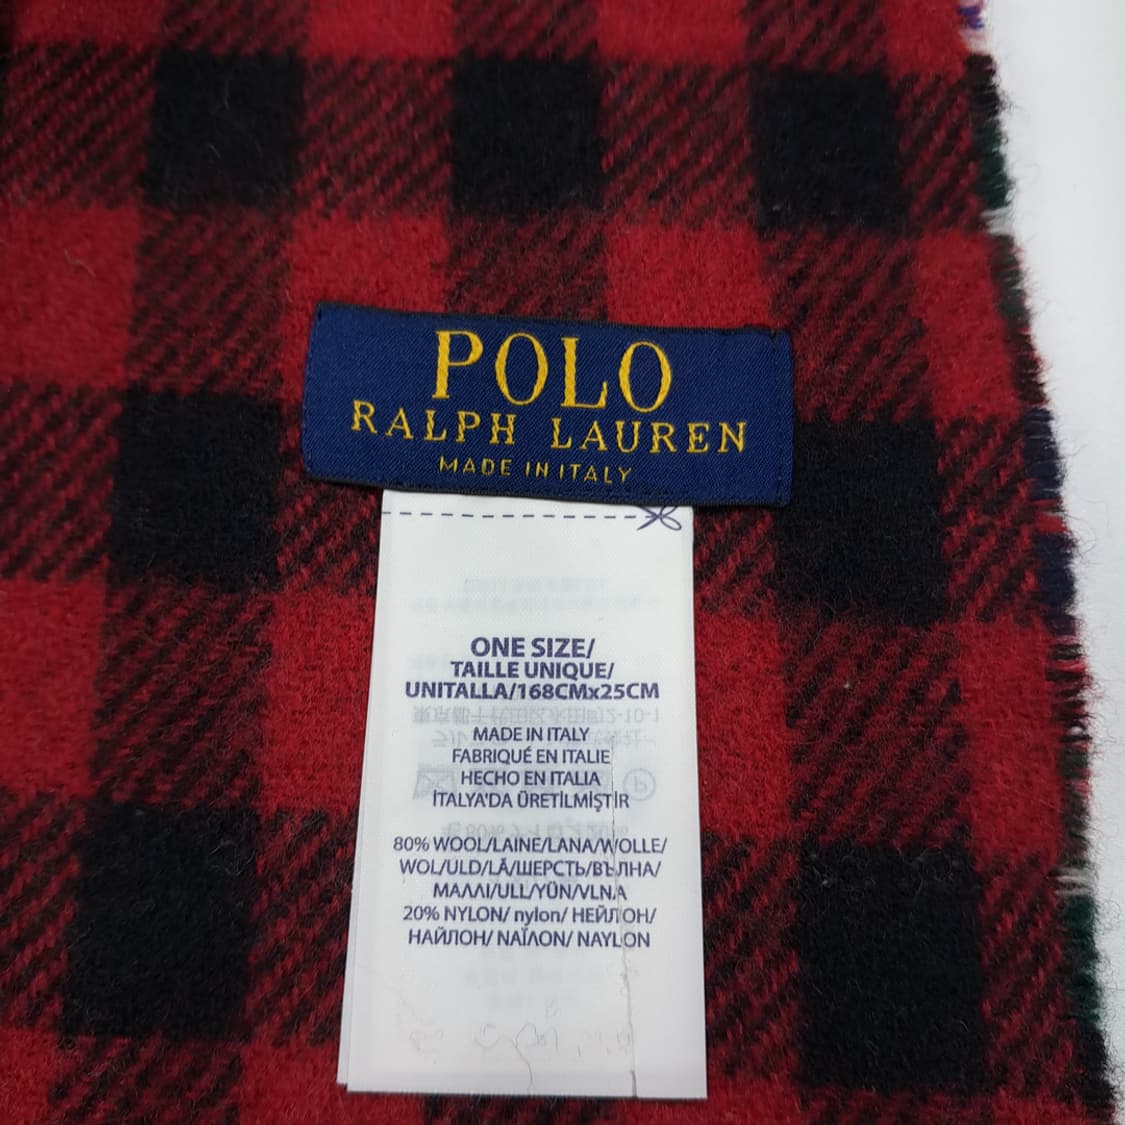 POLO
RALPH LAUREN
MADE IN ITALY
ONE SIZE/
TAILLE UNIQUE/
UNITALLA/168CMx25CM
MADE IN ITALY
FABRIQUÉ EN ITALIE
HECHO EN ITALIA
İTALYA'DA ÜRETİLMİŞTİR
80% WOOL/LAINE/LANA/WOLLE/
WOL/ULD/LÃ/ШЕРСТЬ/ВЪЛНА/
ΜΑΛΛΙ/ULL/YÜN/VLNA
20% NYLON/ nylon/ НЕЙЛОН/
НАЙЛОН/ ΝΑΪΛΟΝ/ NAYLON